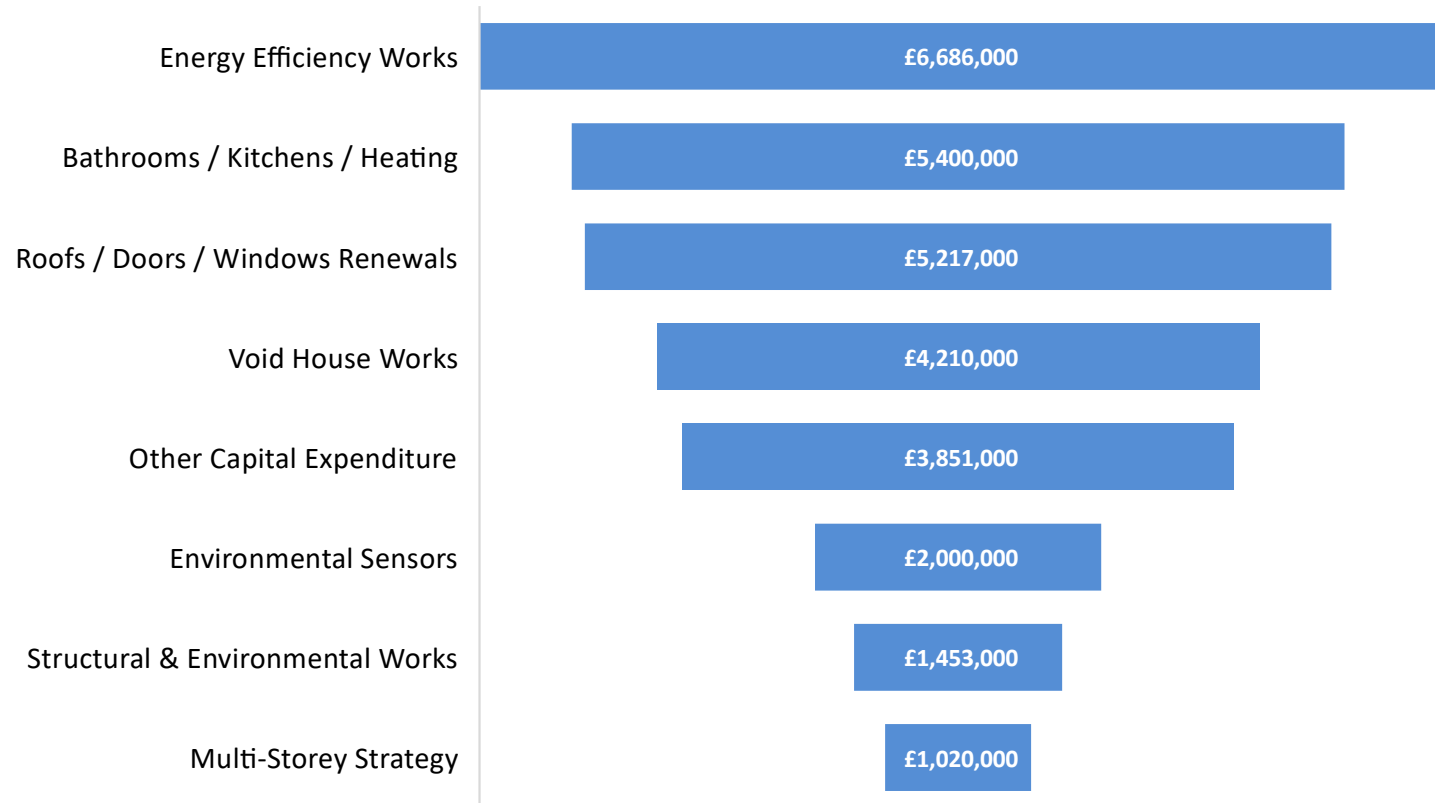 Energy Efficiency Works £6,686,000
Bathrooms / Kitchens / Heating £5,400,000
Roofs / Doors / Windows Renewals £5,217,000
Void House Works £4,210,000
Other Capital Expenditure £3,851,000
Environmental Sensors £2,000,000
Structural & Environmental Works £1,453,000
Multi-Storey Strategy £1,020,000